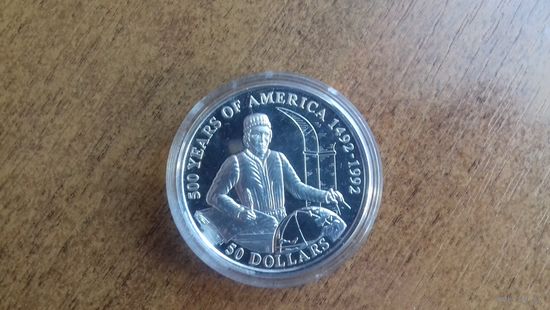 500 YEARS OF AMERICA 1492-1992
50 DOLLARS